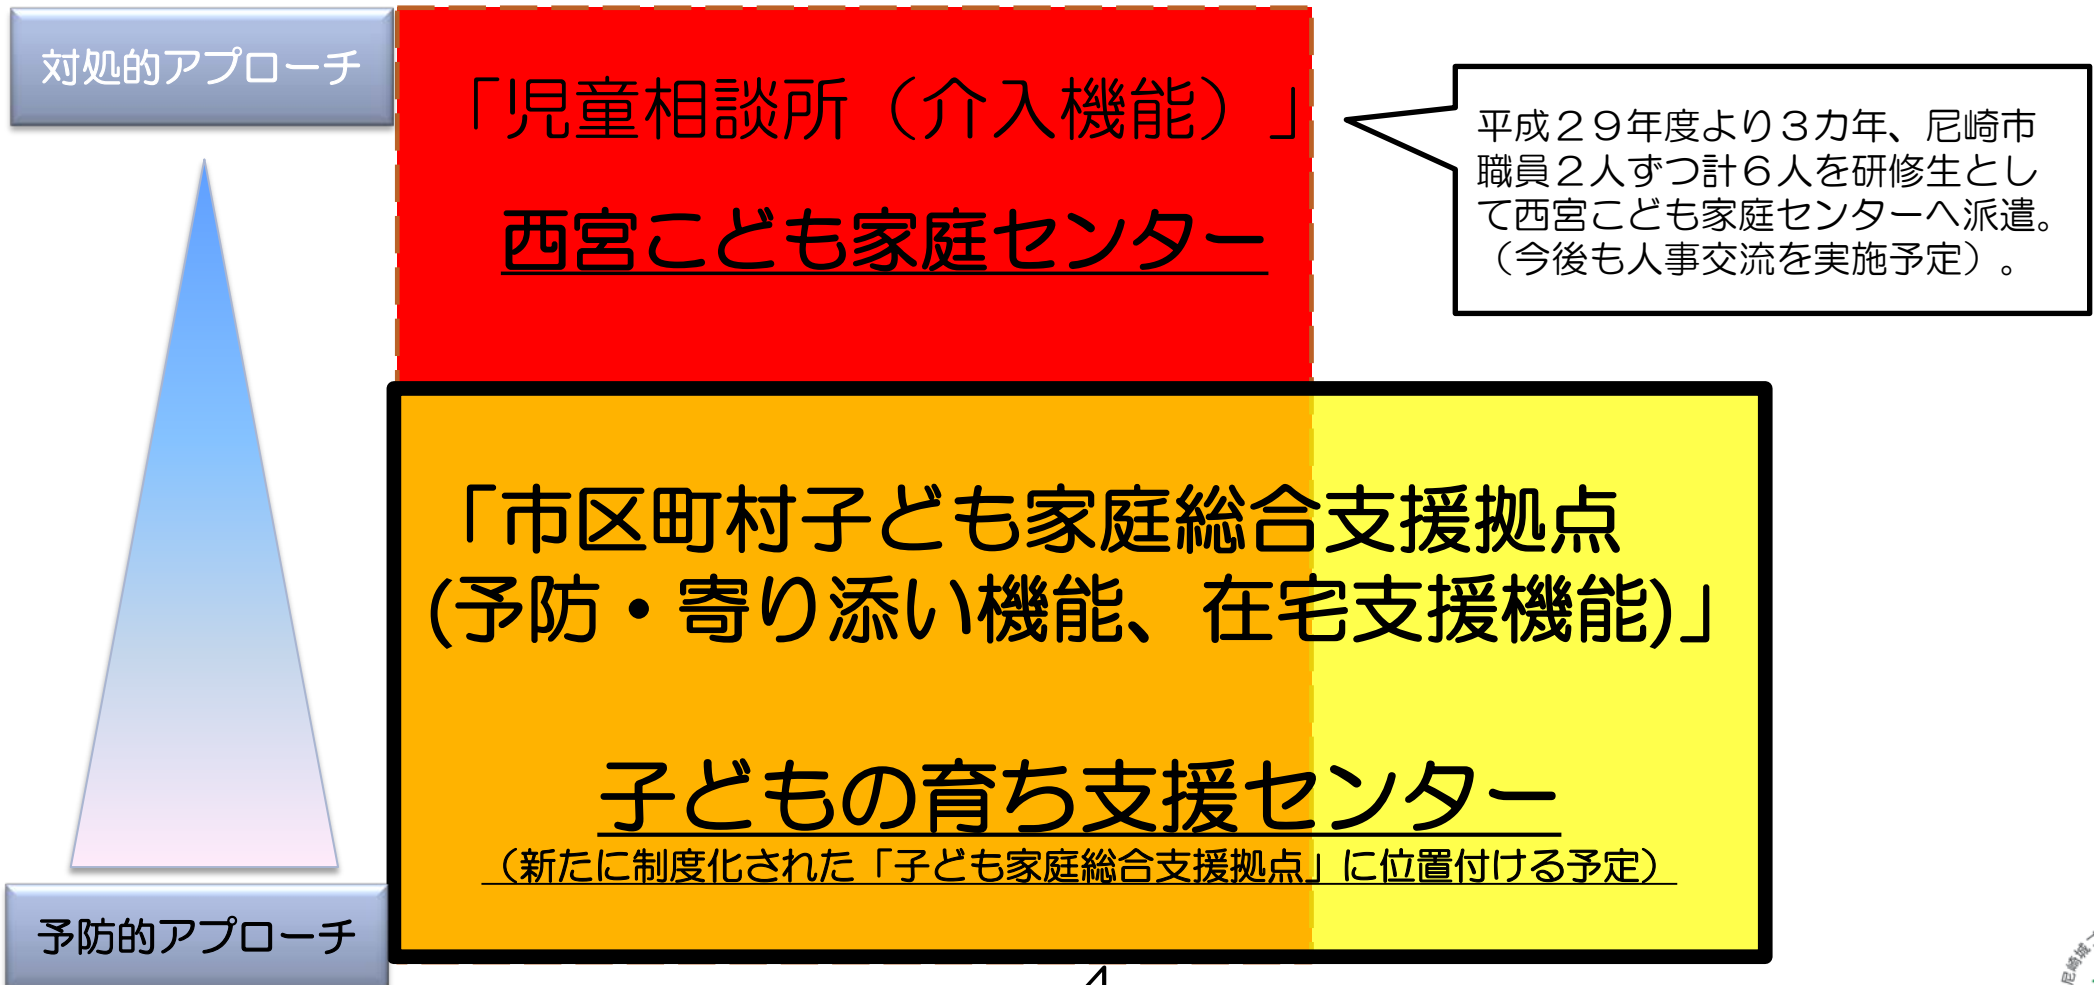 対処的アプローチ
「児童相談所（介入機能）」
西宮こども家庭センター
平成２９年度より３カ年、尼崎市
職員２人ずつ計６人を研修生とし
て西宮こども家庭センターへ派遣。
（今後も人事交流を実施予定）。
「市区町村子ども家庭総合支援拠点
(予防・寄り添い機能、在宅支援機能)」
子どもの育ち支援センター
（新たに制度化された「子ども家庭総合支援拠点」に位置付ける予定）
予防的アプローチ
尼崎城